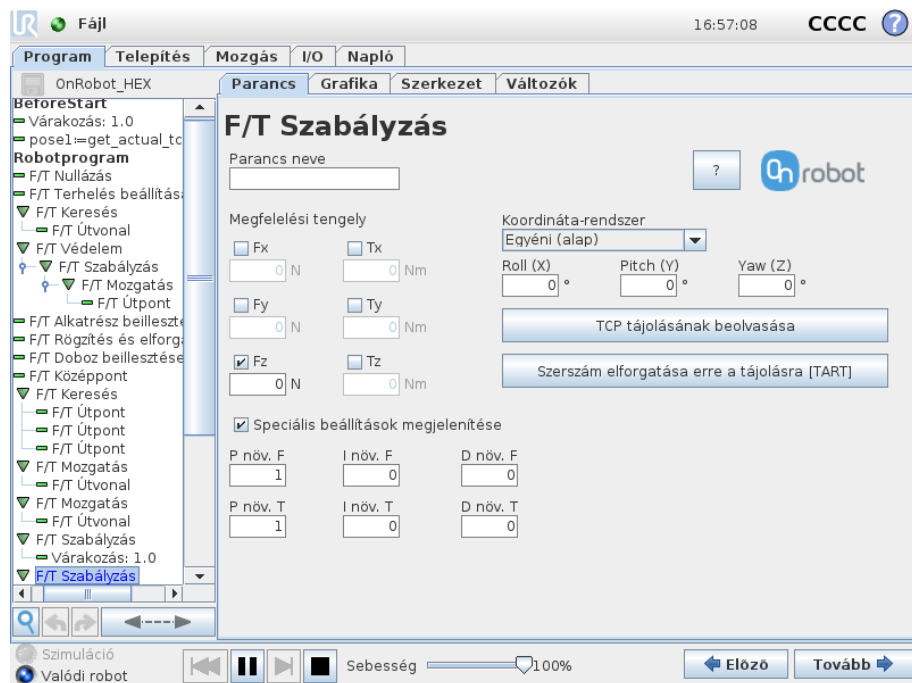 UR Fájl 16:57:08 CCCC ?
Program Telepítés Mozgás I/O Napló
OnRobot_HEX
Parancs Grafika Szerkezet Változók
BeforeStart
Várakozás: 1.0
pose1:=get_actual_tc
Robotprogram
F/T Nullázás
F/T Terhelés beállítás
F/T Keresés
F/T Útvonal
F/T Védelem
F/T Szabályzás
F/T Mozgatás
F/T Útpont
F/T Alkatrész beilleszté
F/T Rögzítés és elforg
F/T Doboz beillesztése
F/T Középpont
F/T Keresés
F/T Útpont
F/T Útpont
F/T Útpont
F/T Mozgatás
F/T Útvonal
F/T Mozgatás
F/T Útvonal
F/T Szabályzás
Várakozás: 1.0
F/T Szabályzás
F/T Szabályzás
Parancs neve
? On robot
Megfelelési tengely
Fx Tx
0 N 0 Nm
Fy Ty
0 N 0 Nm
Fz Tz
0 N 0 Nm
Koordináta-rendszer
Egyéni (alap)
Roll (X) Pitch (Y) Yaw (Z)
0 ° 0 ° 0 °
TCP tájolásának beolvasása
Szerszám elforgatása erre a tájolásra [TART]
Speciális beállítások megjelenítése
P növ. F I növ. F D növ. F
1 0 0
P növ. T I növ. T D növ. T
1 0 0
Szimuláció
Valódi robot
Sebesség 100%
Előző Tovább